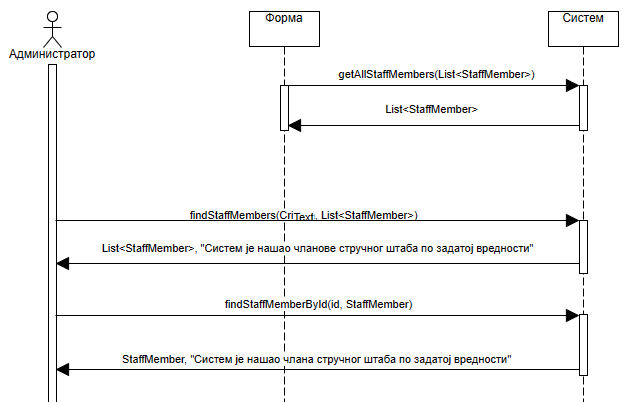 Форма
Систем
Администратор
getAllStaffMembers(List<StaffMember>)
List<StaffMember>
findStaffMembers(Cri Text, List<StaffMember>)
List<StaffMember>, "Систем је нашао чланове стручног штаба по задатој вредности"
findStaffMemberById(id, StaffMember)
StaffMember, "Систем је нашао члана стручног штаба по задатој вредности"